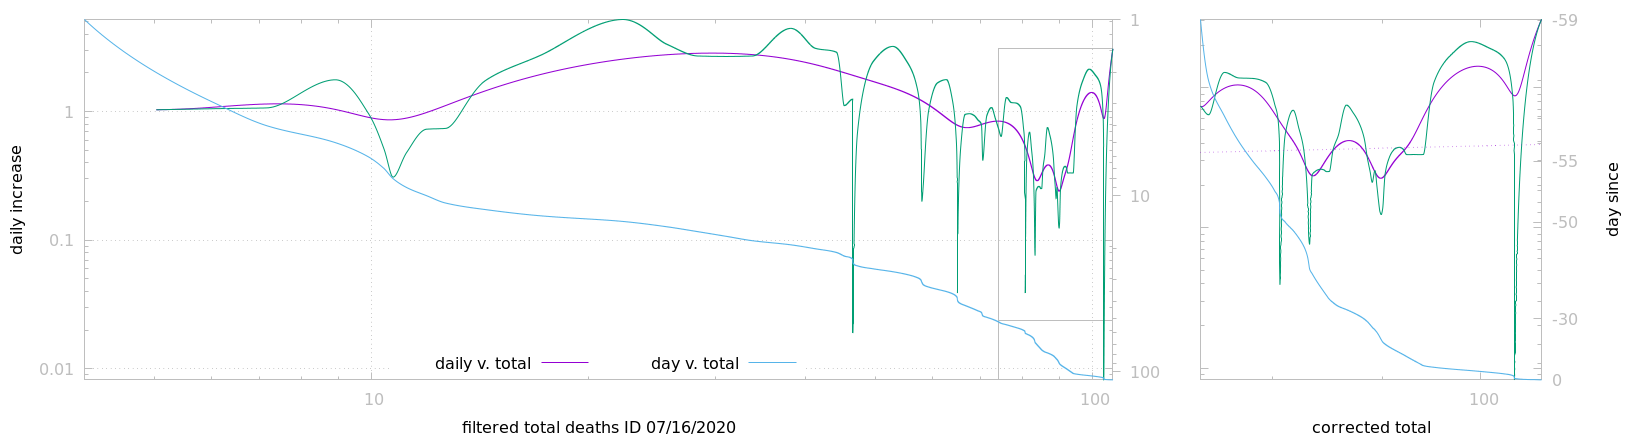 daily increase
1
0.1
0.01
10
100
1
10
100
daily v. total
day v. total
filtered total deaths ID 07/16/2020
-59
-55
-50
-30
0
day since
100
corrected total